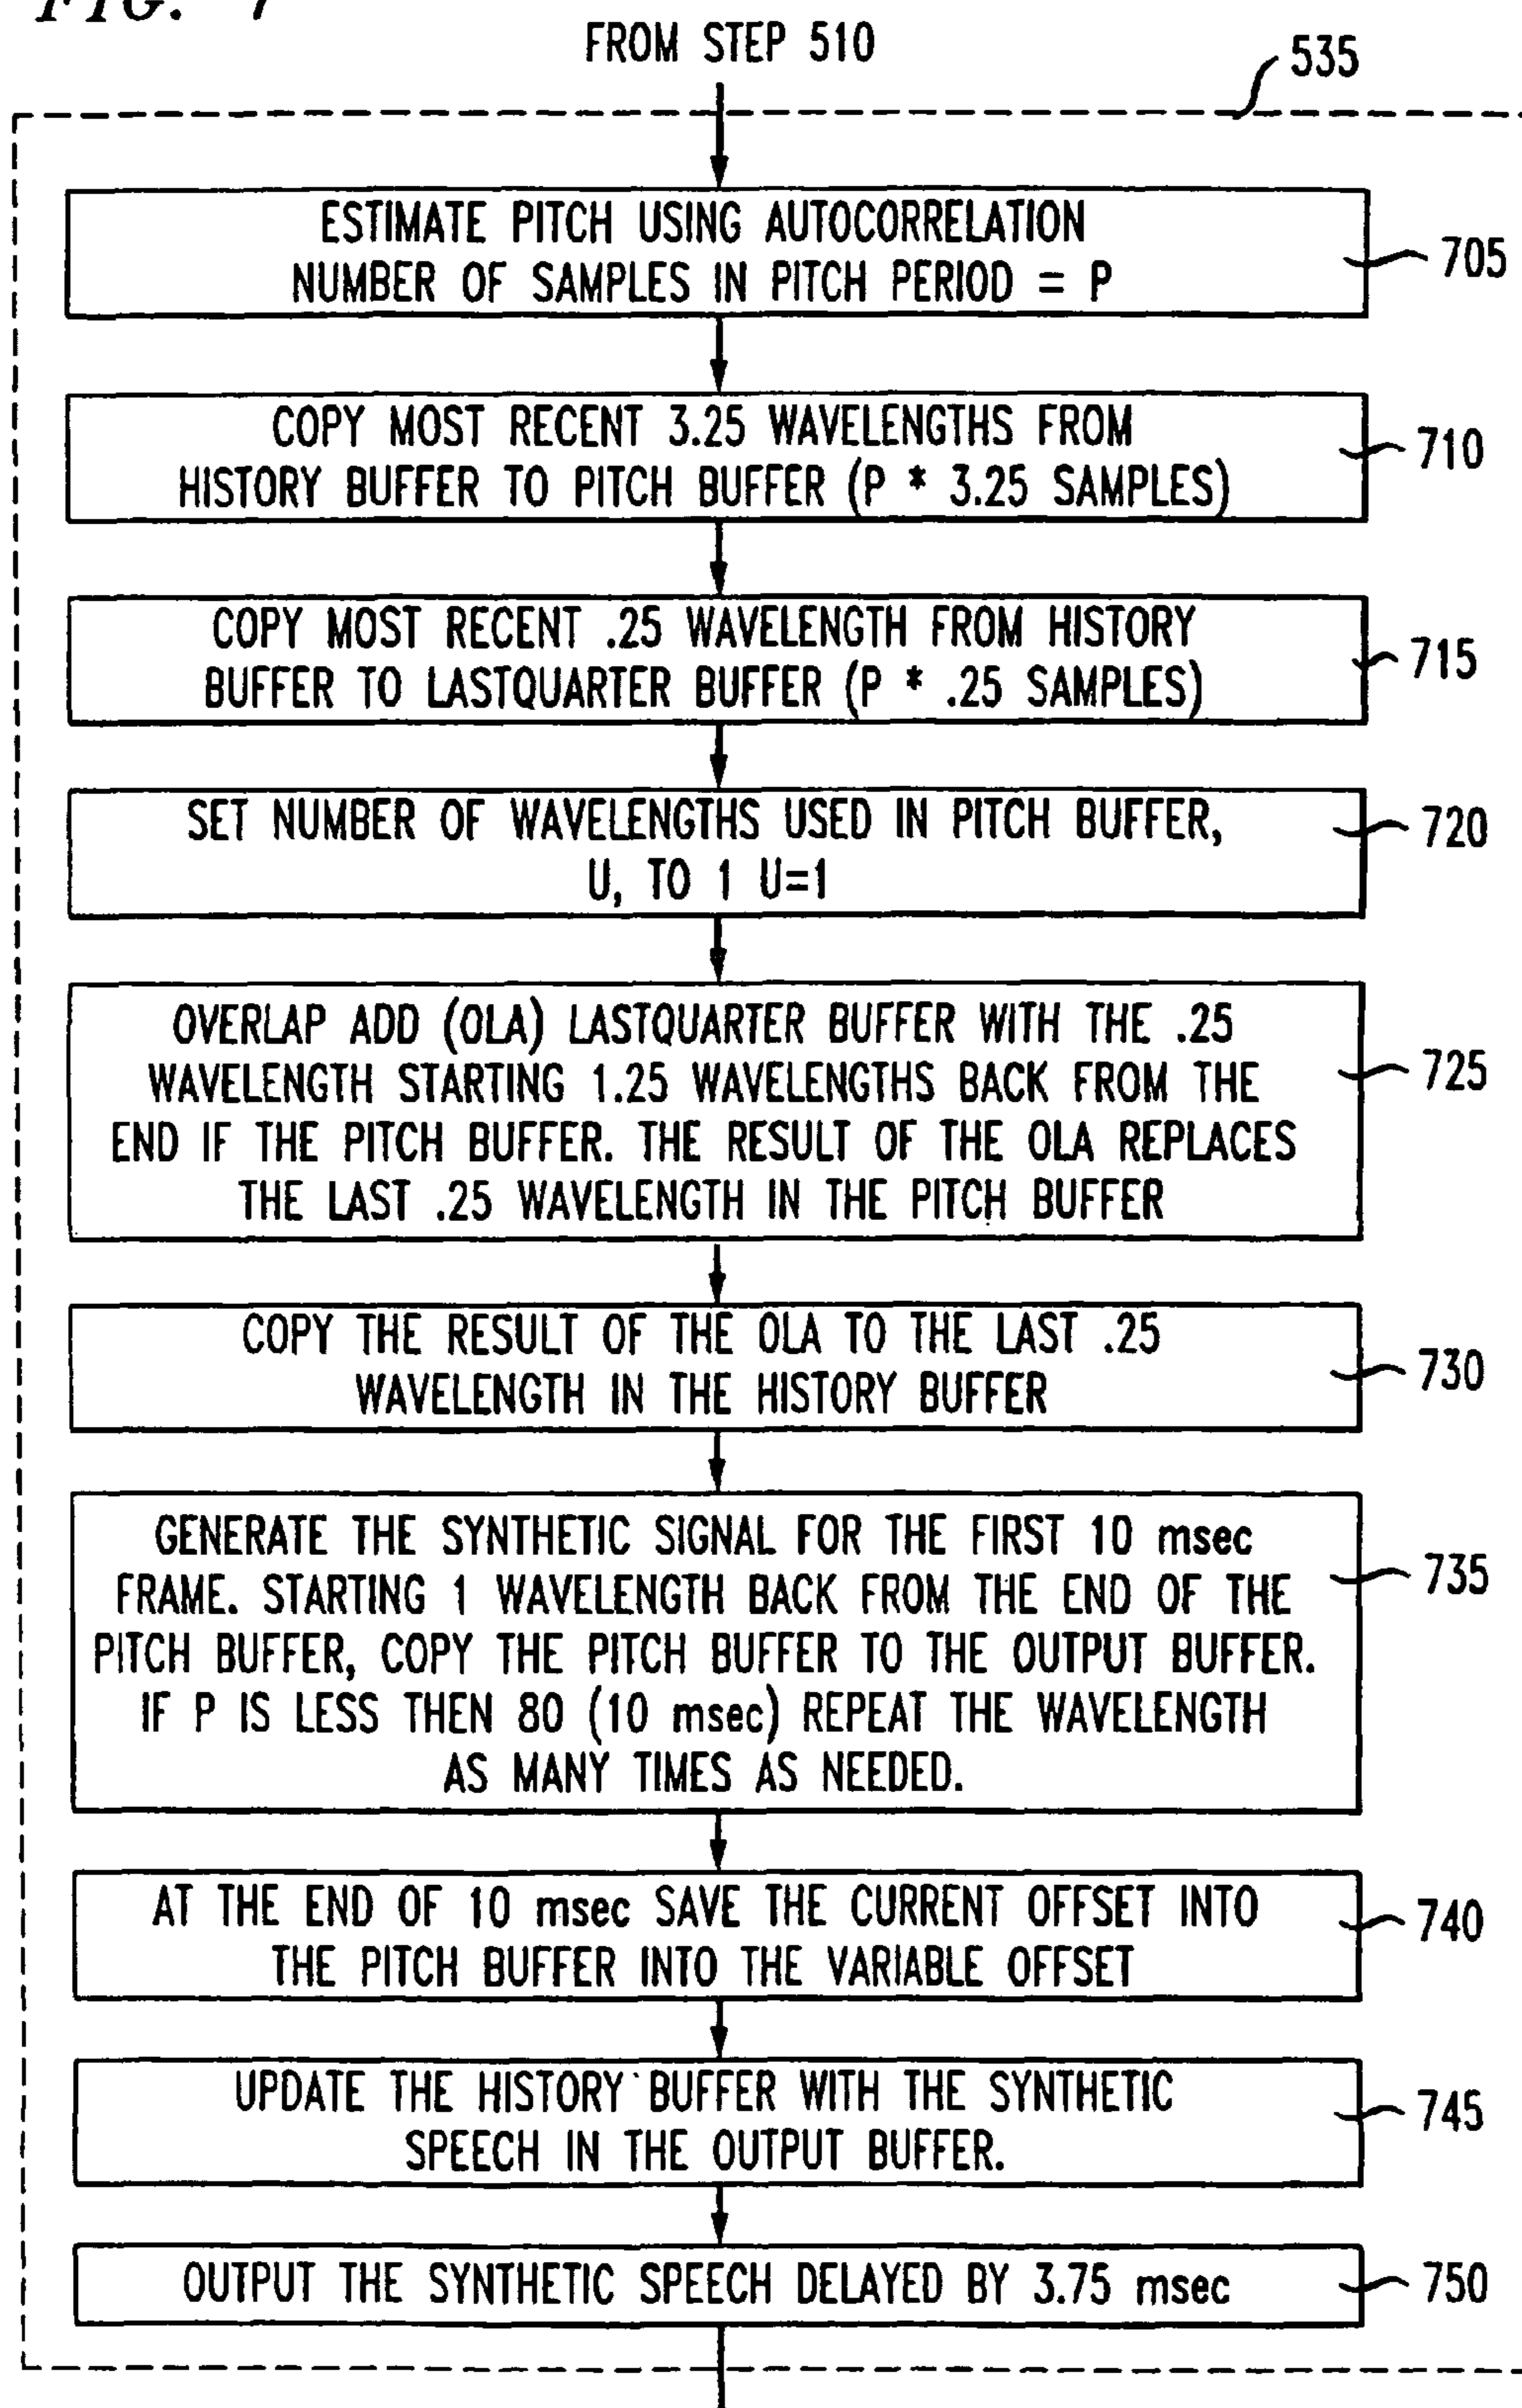 FIG. 7
FROM STEP 510
535
ESTIMATE PITCH USING AUTOCORRELATION
NUMBER OF SAMPLES IN PITCH PERIOD = P
705
COPY MOST RECENT 3.25 WAVELENGTHS FROM
HISTORY BUFFER TO PITCH BUFFER (P * 3.25 SAMPLES)
710
COPY MOST RECENT .25 WAVELENGTH FROM HISTORY
BUFFER TO LASTQUARTER BUFFER (P * .25 SAMPLES)
715
SET NUMBER OF WAVELENGTHS USED IN PITCH BUFFER,
U, TO 1 U=1
720
OVERLAP ADD (OLA) LASTQUARTER BUFFER WITH THE .25
WAVELENGTH STARTING 1.25 WAVELENGTHS BACK FROM THE
END IF THE PITCH BUFFER. THE RESULT OF THE OLA REPLACES
THE LAST .25 WAVELENGTH IN THE PITCH BUFFER
725
COPY THE RESULT OF THE OLA TO THE LAST .25
WAVELENGTH IN THE HISTORY BUFFER
730
GENERATE THE SYNTHETIC SIGNAL FOR THE FIRST 10 msec
FRAME. STARTING 1 WAVELENGTH BACK FROM THE END OF THE
PITCH BUFFER, COPY THE PITCH BUFFER TO THE OUTPUT BUFFER.
IF P IS LESS THEN 80 (10 msec) REPEAT THE WAVELENGTH
AS MANY TIMES AS NEEDED.
735
AT THE END OF 10 msec SAVE THE CURRENT OFFSET INTO
THE PITCH BUFFER INTO THE VARIABLE OFFSET
740
UPDATE THE HISTORY BUFFER WITH THE SYNTHETIC
SPEECH IN THE OUTPUT BUFFER.
745
OUTPUT THE SYNTHETIC SPEECH DELAYED BY 3.75 msec
750